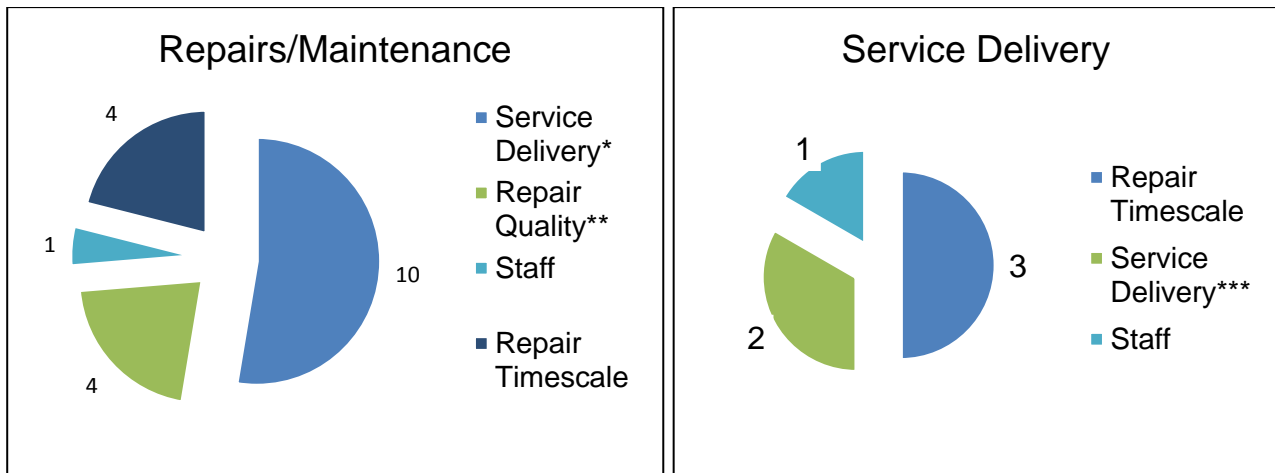 Repairs/Maintenance
4
1
4
10
Service
Delivery*
Repair
Quality**
Staff
Repair
Timescale
Service Delivery
1
2
3
Repair
Timescale
Service
Delivery***
Staff